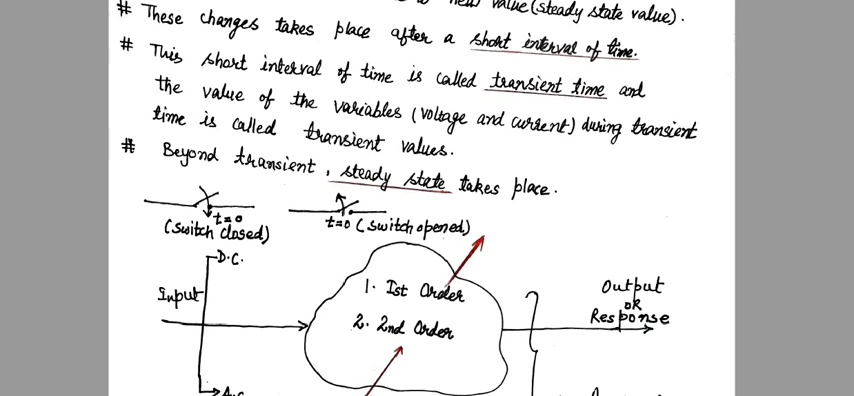 new value (steady state value).
# These changes takes place after a short interval of time.
# This short interval of time is called transient time and
the value of the variables (voltage and current) during transient
time is called transient values.
# Beyond transient, steady state takes place.
t=0
(Switch closed)
t=0 (switch opened)
D.C.
Input
1. Ist Order
2. 2nd Order
Output
OR
Response
A.C.